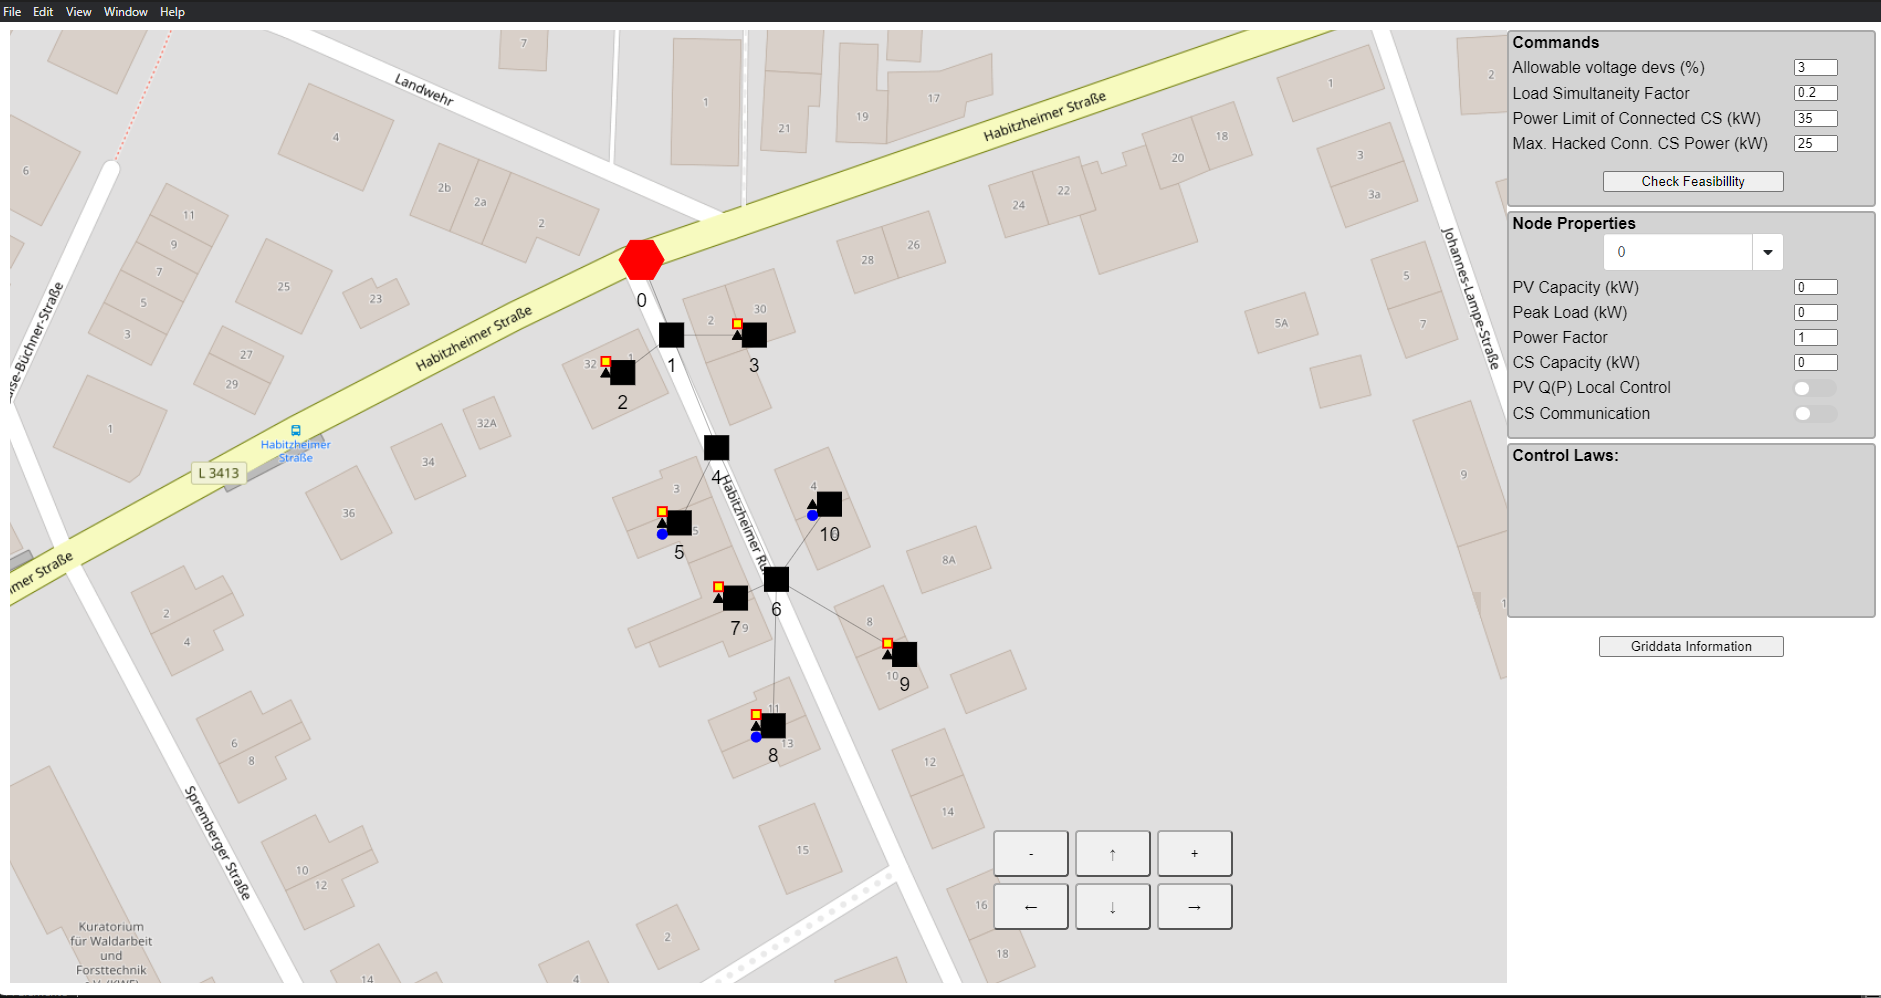 File Edit View Window Help
Commands
Allowable voltage devs (%) 3
Load Simultaneity Factor 0.2
Power Limit of Connected CS (kW) 35
Max. Hacked Conn. CS Power (kW) 25
Check Feasibillity
Node Properties
0
PV Capacity (kW) 0
Peak Load (kW) 0
Power Factor 1
CS Capacity (kW) 0
PV Q(P) Local Control
CS Communication
Control Laws:
Griddata Information
7
Landwehr
4
6
1
17
19
21
Habitzheimer Straße
1
2
18
20
3
3a
22
24
2b
2a
2
11
9
7
5
3
25
23
26
28
Johannes-Lampe-Straße
5
7
5A
0
1
2
3
2
30
32
1
27
29
Habitzheimer Straße
1
32A
34
36
Habitzheimer
Straße
L 3413
4
3
5
5
4
10
Habitzheimer
8A
9
6
7
9
8
10
9
11
13
8
2
4
6
8
12
14
15
16
18
Spremberger Straße
10
12
14
2
4
Kuratorium
für Waldarbeit
und
Forsttechnik
- ↑ +
← ↓ →